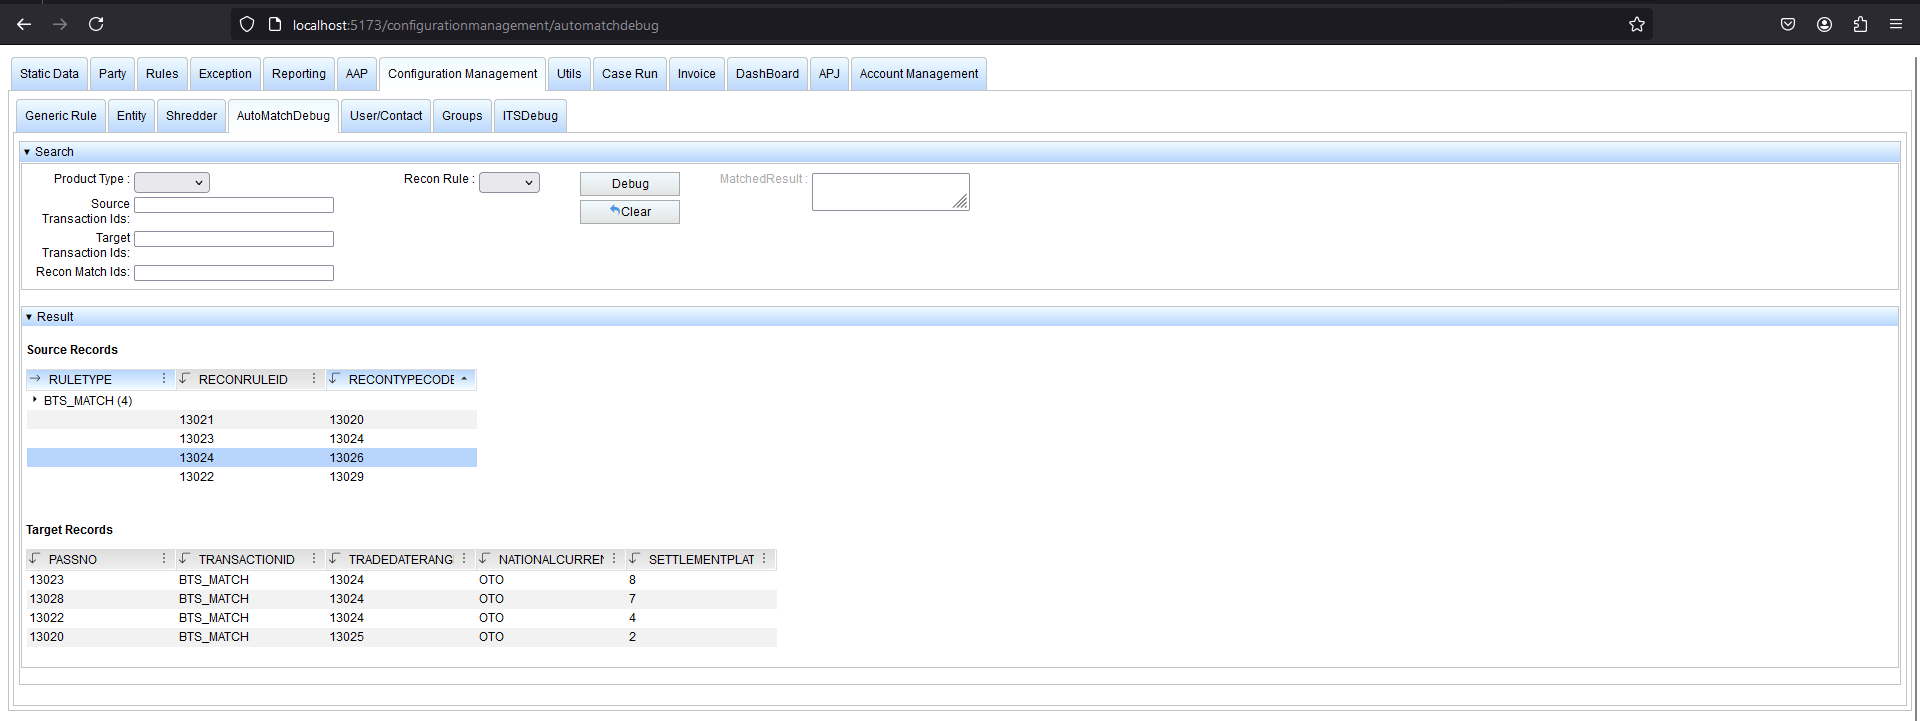 localhost:5173/configurationmanagement/automatchdebug
Static Data Party Rules Exception Reporting AAP Configuration Management Utils Case Run Invoice DashBoard APJ Account Management
Generic Rule Entity Shredder AutoMatchDebug User/Contact Groups ITSDebug
Search
Product Type : Recon Rule : Debug MatchedResult :
Source Transaction Ids: Clear
Target Transaction Ids:
Recon Match Ids:
Result
Source Records
RULETYPE RECONRULEID RECONTYPECODE
BTS_MATCH (4)
13021 13020
13023 13024
13024 13026
13022 13029
Target Records
PASSNO TRANSACTIONID TRADEDATERANG NATIONALCURREN SETTLEMENTPLAT
13023 BTS_MATCH 13024 OTO 8
13028 BTS_MATCH 13024 OTO 7
13022 BTS_MATCH 13024 OTO 4
13020 BTS_MATCH 13025 OTO 2